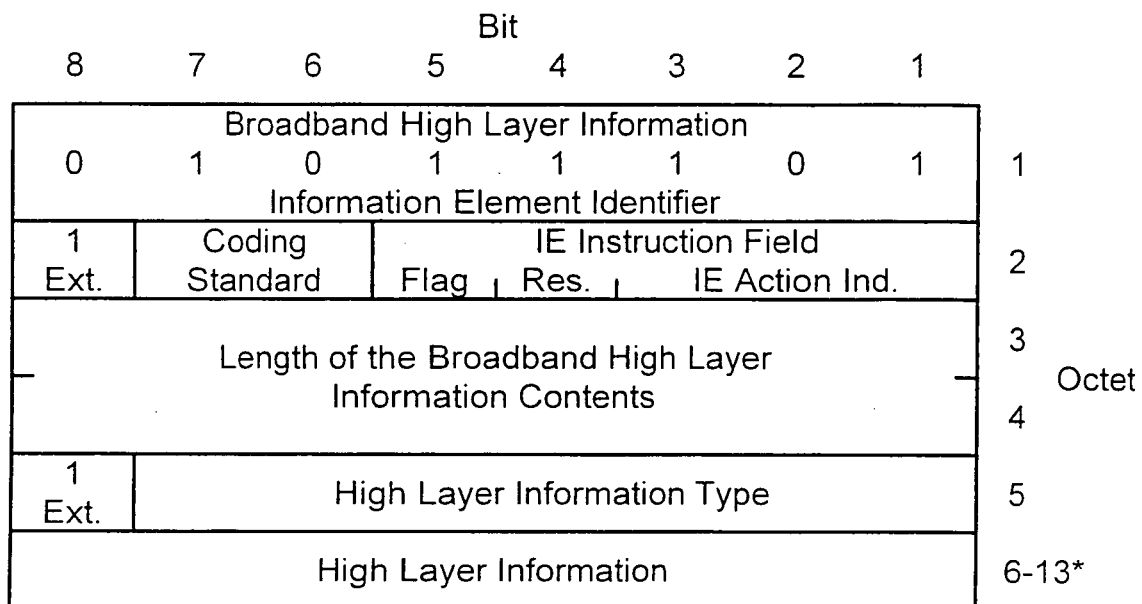 Bit
8 7 6 5 4 3 2 1
Broadband High Layer Information
0 1 0 1 1 1 0 1 1
Information Element Identifier
1 Coding IE Instruction Field
Ext. Standard Flag Res. IE Action Ind. 2
3
Length of the Broadband High Layer
Octet
Information Contents
4
1
High Layer Information Type 5
Ext.
High Layer Information 6-13*